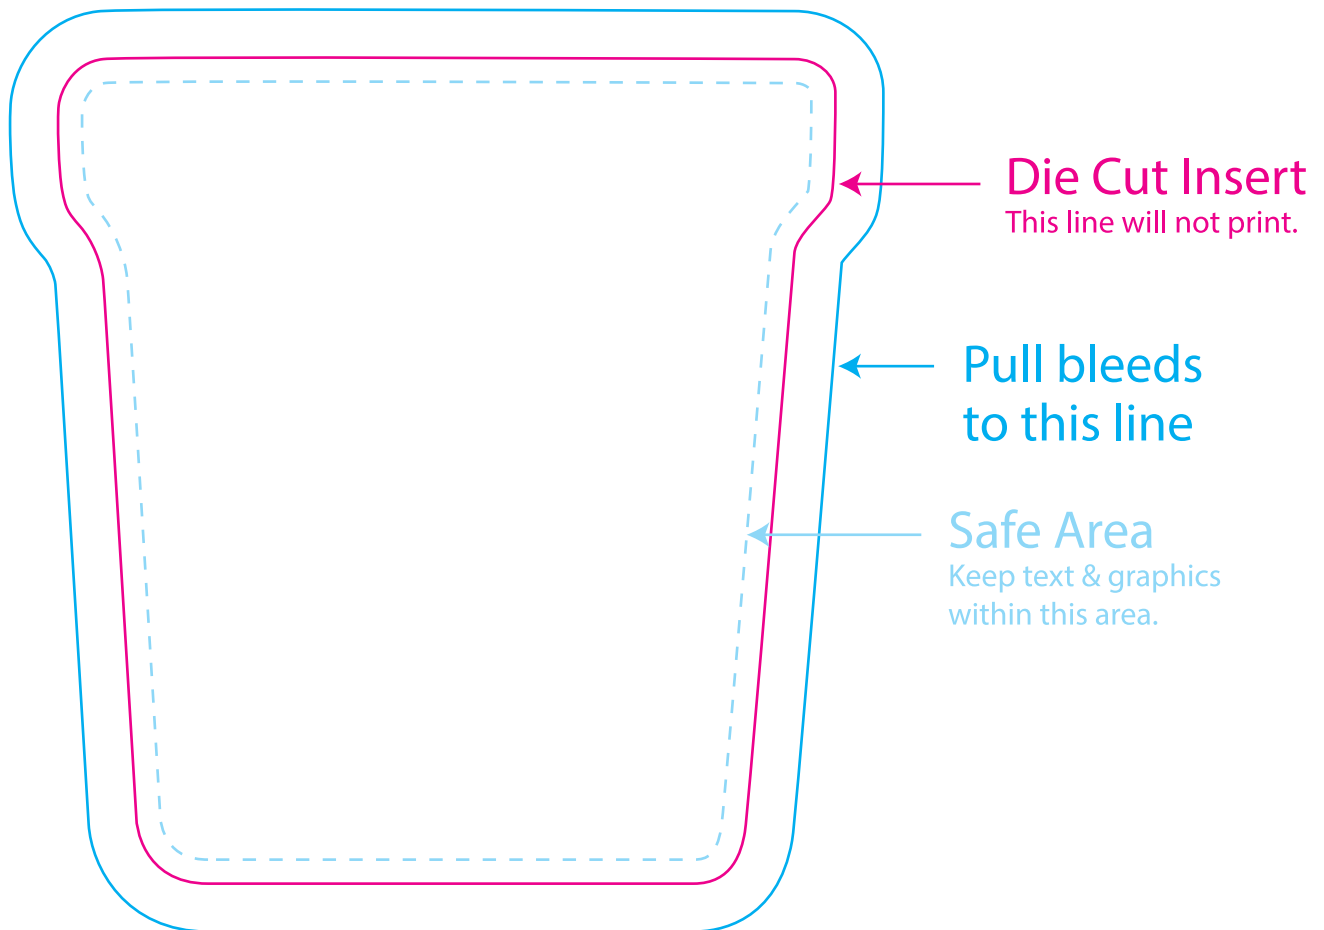 Die Cut Insert
This line will not print.
Pull bleeds
to this line
Safe Area
Keep text & graphics
within this area.